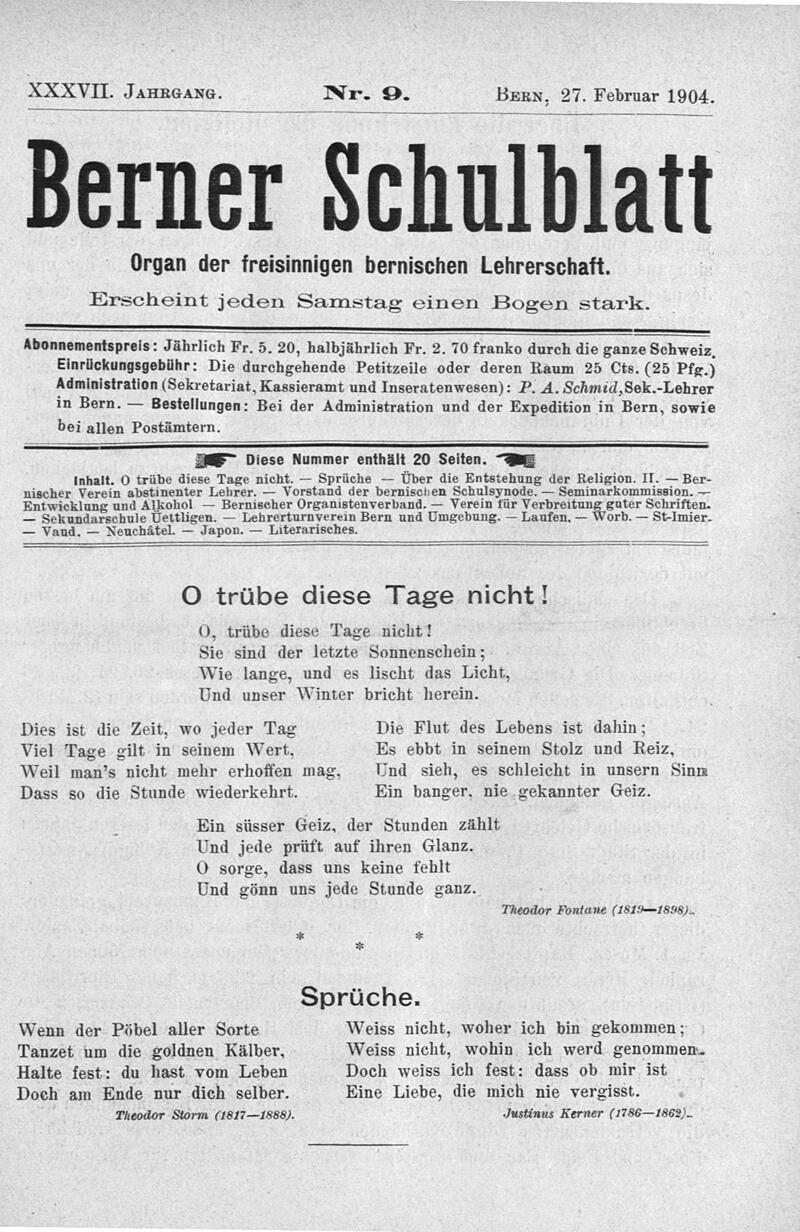 XXXVII. JAHRGANG. Nr. 9. BERN, 27. Februar 1904.
Berner Schulblatt
Organ der freisinnigen bernischen Lehrerschaft.
Erscheint jeden Samstag einen Bogen stark.
Abonnementspreis: Jährlich Fr. 5. 20, halbjährlich Fr. 2. 70 franko durch die ganze Schweiz.
Einrückungsgebühr: Die durchgehende Petitzeile oder deren Raum 25 Cts. (25 Pfg.)
Administration (Sekretariat, Kassieramt und Inseratenwesen): P. A. Schmid, Sek.-Lehrer
in Bern. — Bestellungen: Bei der Administration und der Expedition in Bern, sowie
bei allen Postämtern.
Diese Nummer enthält 20 Seiten.
Inhalt. O trübe diese Tage nicht. — Sprüche — Über die Entstehung der Religion. II. — Ber-
nischer Verein abstinenter Lehrer. — Vorstand der bernischen Schulsynode. — Seminarkommission. —
Entwicklung und Alkohol — Bernischer Organistenverband. — Verein für Verbreitung guter Schriften.
— Sekundarschule Uettligen. — Lehrerturnverein Bern und Umgebung. — Laufen. — Worb. — St-Imier.
— Vaud. — Neuchâtel. — Japon. — Literarisches.
O trübe diese Tage nicht!
O, trübe diese Tage nicht!
Sie sind der letzte Sonnenschein;
Wie lange, und es lischt das Licht,
Und unser Winter bricht herein.
Dies ist die Zeit, wo jeder Tag
Viel Tage gilt in seinem Wert,
Weil man's nicht mehr erhoffen mag,
Dass so die Stunde wiederkehrt.
Die Flut des Lebens ist dahin;
Es ebbt in seinem Stolz und Reiz,
Und sieh, es schleicht in unsern Sinn
Ein banger, nie gekannter Geiz.
Ein süsser Geiz, der Stunden zählt
Und jede prüft auf ihren Glanz.
O sorge, dass uns keine fehlt
Und gönn uns jede Stunde ganz.
Theodor Fontane (1819—1898).
* * *
Sprüche.
Wenn der Pöbel aller Sorte
Tanzet um die goldnen Kälber,
Halte fest: du hast vom Leben
Doch am Ende nur dich selber.
Theodor Storm (1817—1888).
Weiss nicht, woher ich bin gekommen;
Weiss nicht, wohin ich werd genommen.
Doch weiss ich fest: dass ob mir ist
Eine Liebe, die mich nie vergisst.
Justinus Kerner (1786—1862).